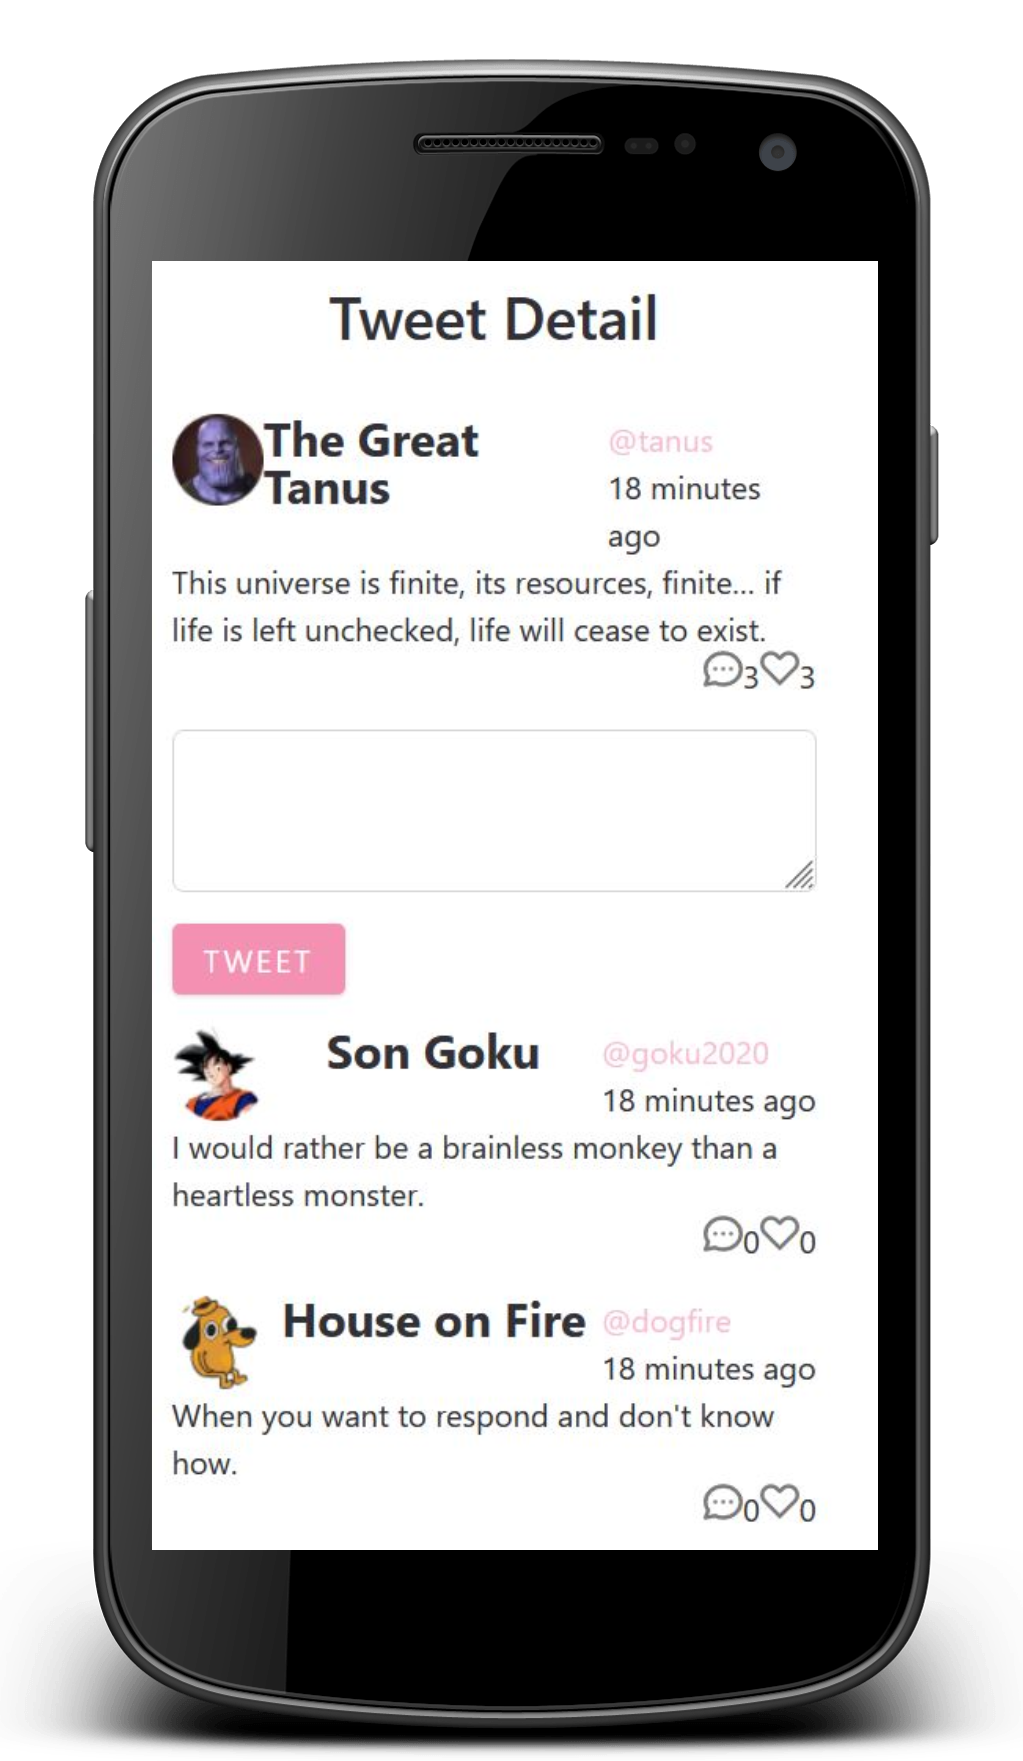 Tweet Detail
The Great
Tanus
@tanus
18 minutes
ago
This universe is finite, its resources, finite... if
life is left unchecked, life will cease to exist.
3 3
TWEET
Son Goku
@goku2020
18 minutes ago
I would rather be a brainless monkey than a
heartless monster.
0 0
House on Fire
@dogfire
18 minutes ago
When you want to respond and don't know
how.
0 0